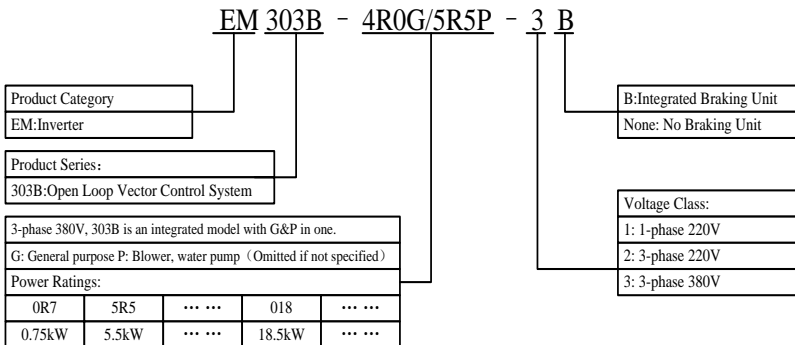 EM 303B - 4R0G/5R5P - 3 B
Product Category
EM:Inverter
B:Integrated Braking Unit
None: No Braking Unit
Product Series：
303B:Open Loop Vector Control System
3-phase 380V, 303B is an integrated model with G&P in one.
G: General purpose P: Blower, water pump（Omitted if not specified）
Power Ratings:
0R7 5R5 …… 018 ……
0.75kW 5.5kW …… 18.5kW ……
Voltage Class:
1: 1-phase 220V
2: 3-phase 220V
3: 3-phase 380V